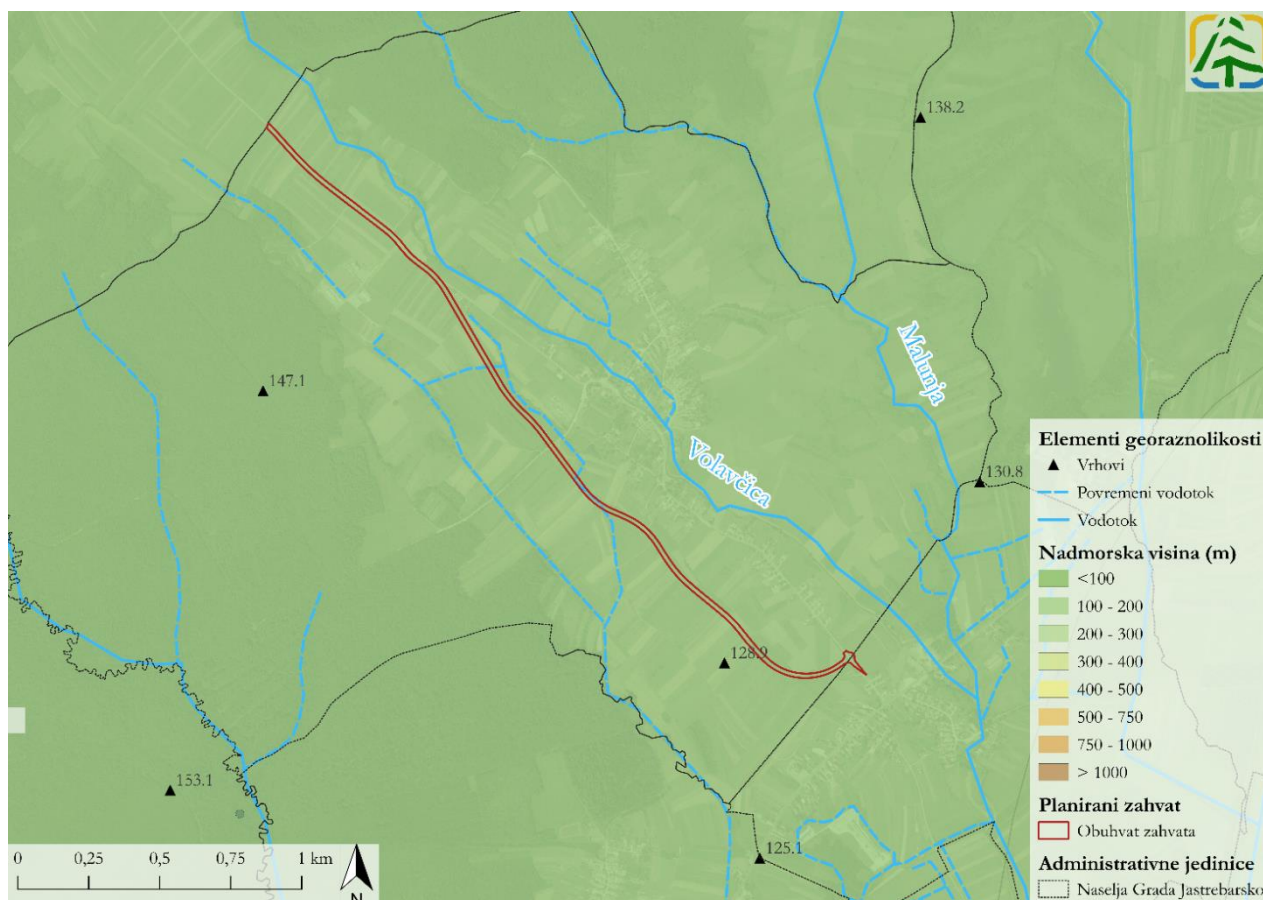 138.2
147.1
Malunja
130.8
Volavčica
128.9
153.1
125.1
Elementi georaznolikosti
Vrhovi
Povremeni vodotok
Vodotok
Nadmorska visina (m)
<100
100 - 200
200 - 300
300 - 400
400 - 500
500 - 750
750 - 1000
> 1000
Planirani zahvat
Obuhvat zahvata
Administrativne jedinice
Naselja Grada Jastrebarsko
0 0,25 0,5 0,75 1 km
N